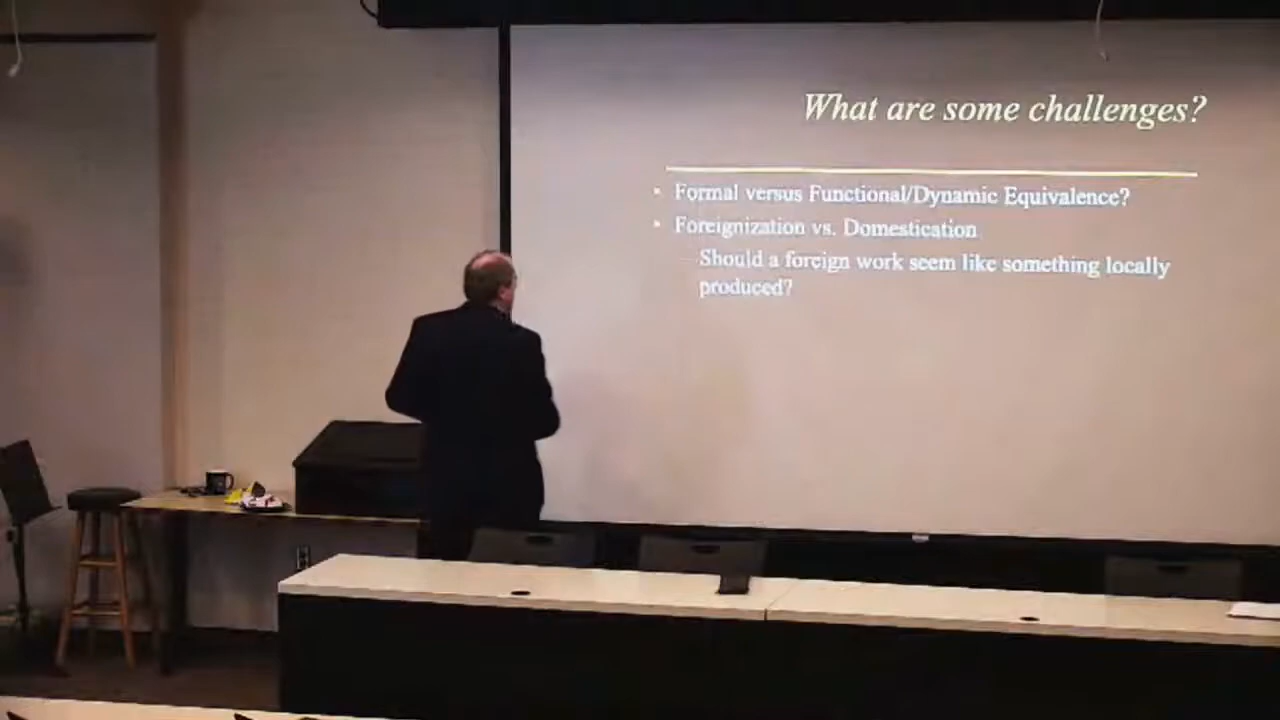 What are some challenges?
• Formal versus Functional/Dynamic Equivalence?
• Foreignization vs. Domestication
– Should a foreign work seem like something locally
produced?